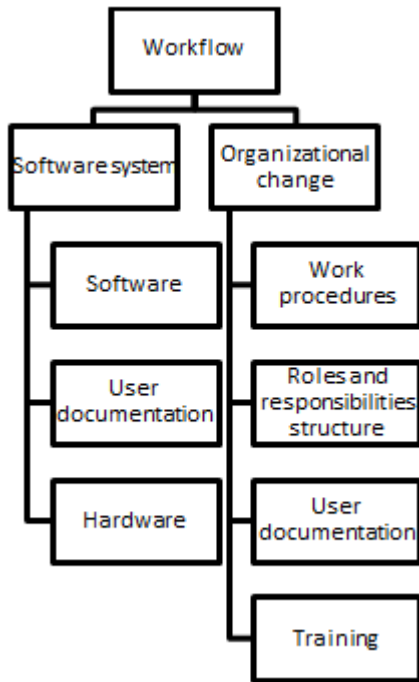 Workflow
Software system
Organizational
change
Software
Work
procedures
User
documentation
Roles and
responsibilities
structure
Hardware
User
documentation
Training